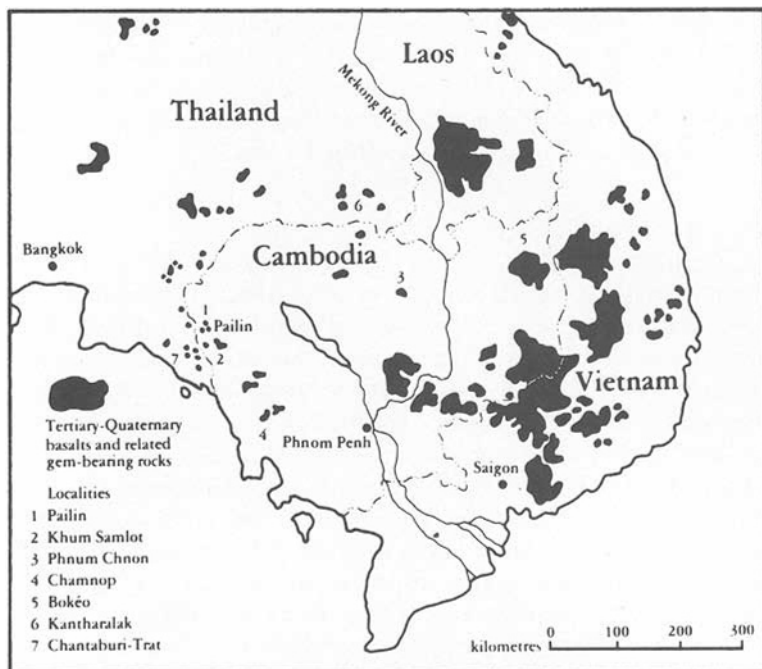 Laos
Mekong River
Thailand
6
Bangkok
Cambodia
5
3
1
Pailin
7
2
Vietnam
4
Phnom Penh
Saigon
Tertiary-Quaternary
basalts and related
gem-bearing rocks
Localities
1 Pailin
2 Khum Samlot
3 Phnum Chnon
4 Chamnop
5 Bokéo
6 Kantharalak
7 Chantaburi-Trat
kilometres
0 100 200 300